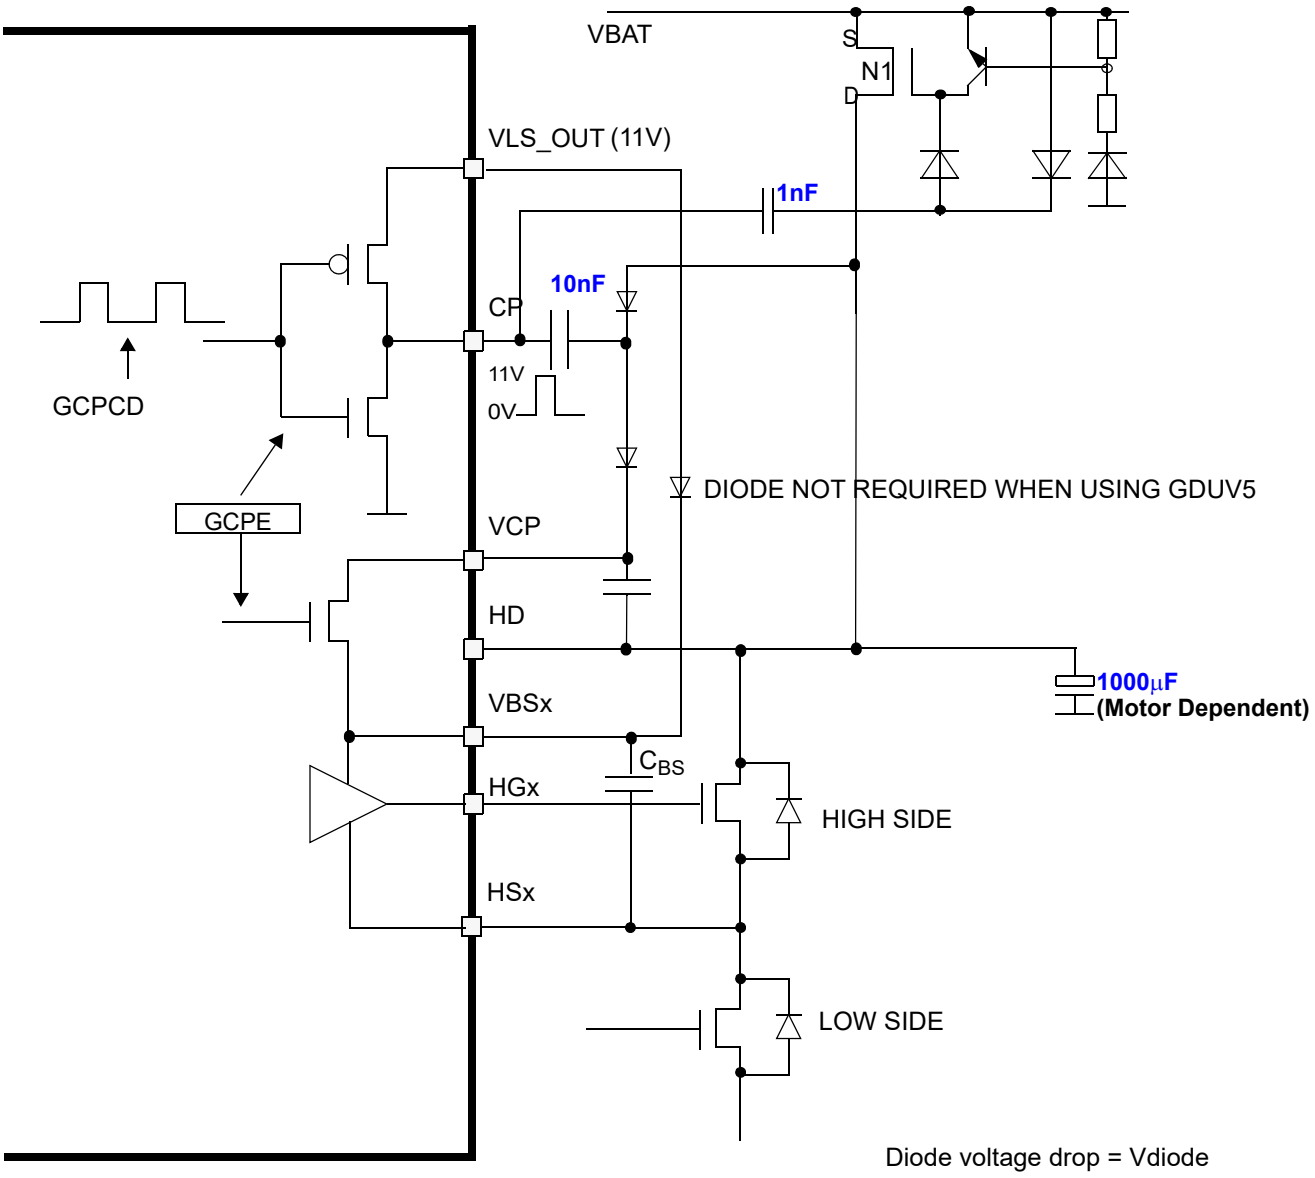 VBAT
S
N1
D
VLS_OUT (11V)
1nF
10nF
CP
11V
0V
GCPCD
GCPE
DIODE NOT REQUIRED WHEN USING GDUV5
VCP
HD
1000μF
(Motor Dependent)
VBSx
CBS
HGx
HIGH SIDE
HSx
LOW SIDE
Diode voltage drop = Vdiode